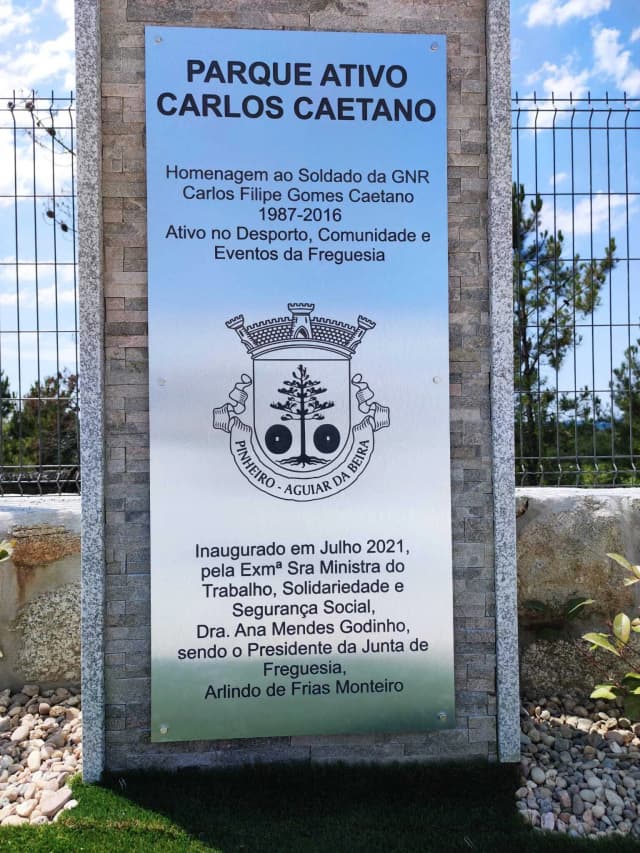 PARQUE ATIVO
CARLOS CAETANO
Homenagem ao Soldado da GNR
Carlos Filipe Gomes Caetano
1987-2016
Ativo no Desporto, Comunidade e
Eventos da Freguesia
PINHEIRO - AGUIAR DA BEIRA
Inaugurado em Julho 2021,
pela Exmª Sra Ministra do
Trabalho, Solidariedade e
Segurança Social,
Dra. Ana Mendes Godinho,
sendo o Presidente da Junta de
Freguesia,
Arlindo de Frias Monteiro